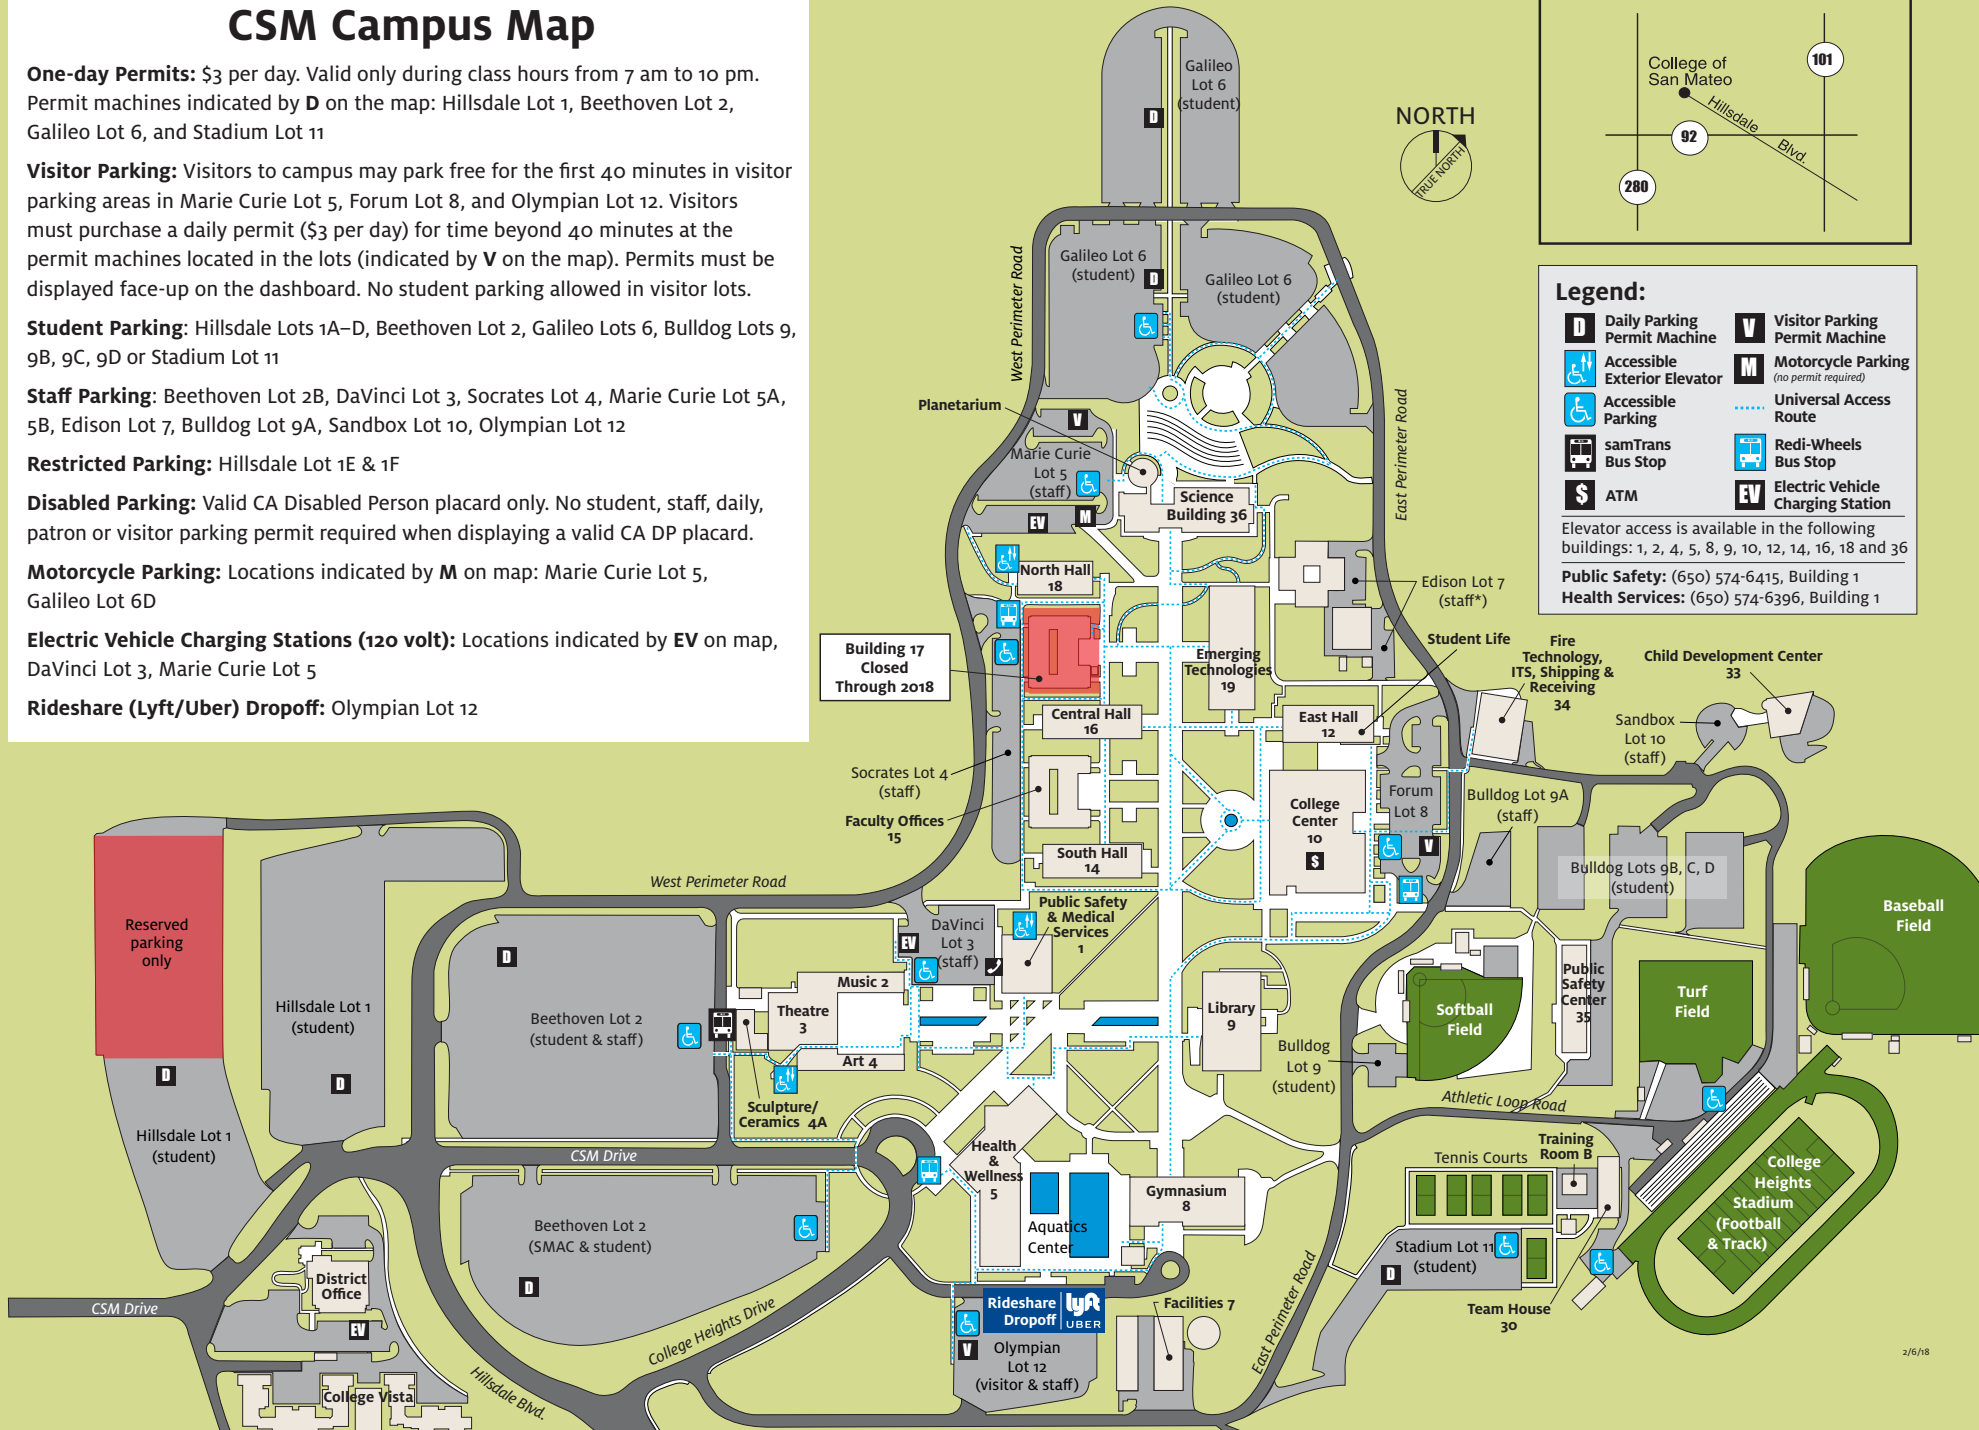 CSM Campus Map
One-day Permits: $3 per day. Valid only during class hours from 7 am to 10 pm.
Permit machines indicated by D on the map: Hillsdale Lot 1, Beethoven Lot 2,
Galileo Lot 6, and Stadium Lot 11
Visitor Parking: Visitors to campus may park free for the first 40 minutes in visitor
parking areas in Marie Curie Lot 5, Forum Lot 8, and Olympian Lot 12. Visitors
must purchase a daily permit ($3 per day) for time beyond 40 minutes at the
permit machines located in the lots (indicated by V on the map). Permits must be
displayed face-up on the dashboard. No student parking allowed in visitor lots.
Student Parking: Hillsdale Lots 1A–D, Beethoven Lot 2, Galileo Lots 6, Bulldog Lots 9,
9B, 9C, 9D or Stadium Lot 11
Staff Parking: Beethoven Lot 2B, DaVinci Lot 3, Socrates Lot 4, Marie Curie Lot 5A,
5B, Edison Lot 7, Bulldog Lot 9A, Sandbox Lot 10, Olympian Lot 12
Restricted Parking: Hillsdale Lot 1E & 1F
Disabled Parking: Valid CA Disabled Person placard only. No student, staff, daily,
patron or visitor parking permit required when displaying a valid CA DP placard.
Motorcycle Parking: Locations indicated by M on map: Marie Curie Lot 5,
Galileo Lot 6D
Electric Vehicle Charging Stations (120 volt): Locations indicated by EV on map,
DaVinci Lot 3, Marie Curie Lot 5
Rideshare (Lyft/Uber) Dropoff: Olympian Lot 12
College of
San Mateo
101
Hillsdale
Blvd.
92
280
NORTH
TRUE NORTH
Legend:
D
Daily Parking
Permit Machine
V
Visitor Parking
Permit Machine
Accessible
Exterior Elevator
M
Motorcycle Parking
(no permit required)
Accessible
Parking
Universal Access
Route
samTrans
Bus Stop
Redi-Wheels
Bus Stop
$
ATM
EV
Electric Vehicle
Charging Station
Elevator access is available in the following
buildings: 1, 2, 4, 5, 8, 9, 10, 12, 14, 16, 18 and 36
Public Safety: (650) 574-6415, Building 1
Health Services: (650) 574-6396, Building 1
Galileo
Lot 6
(student)
D
Galileo Lot 6
(student)
D
Galileo Lot 6
(student)
West Perimeter Road
East Perimeter Road
Planetarium
V
Marie Curie
Lot 5
(staff)
EV
M
Science
Building 36
North Hall
18
Building 17
Closed
Through 2018
Emerging
Technologies
19
Edison Lot 7
(staff*)
Student Life
Fire
Technology,
ITS, Shipping &
Receiving
34
Child Development Center
33
Sandbox
Lot 10
(staff)
Central Hall
16
East Hall
12
Socrates Lot 4
(staff)
Faculty Offices
15
College
Center
10
$
Forum
Lot 8
V
Bulldog Lot 9A
(staff)
Bulldog Lots 9B, C, D
(student)
South Hall
14
West Perimeter Road
Public Safety
& Medical
Services
1
DaVinci
Lot 3
(staff)
EV
Reserved
parking
only
Hillsdale Lot 1
(student)
D
D
Hillsdale Lot 1
(student)
D
Beethoven Lot 2
(student & staff)
Music 2
Theatre
3
Art 4
Sculpture/
Ceramics 4A
Library
9
Baseball
Field
Softball
Field
Public
Safety
Center
35
Turf
Field
Bulldog
Lot 9
(student)
Athletic Loop Road
Training
Room B
Tennis Courts
College
Heights
Stadium
(Football
& Track)
Stadium Lot 11
(student)
D
Team House
30
CSM Drive
Health
&
Wellness
5
Aquatics
Center
Gymnasium
8
Beethoven Lot 2
(SMAC & student)
D
District
Office
EV
CSM Drive
College Vista
Hillsdale Blvd.
College Heights Drive
Rideshare
Dropoff
lyft
UBER
V
Olympian
Lot 12
(visitor & staff)
Facilities 7
East Perimeter Road
2/6/18